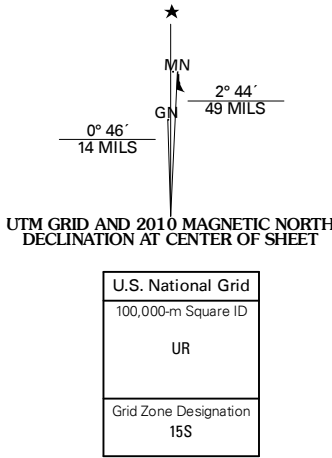 MN
2° 44´
49 MILS
GN
0° 46´
14 MILS
UTM GRID AND 2010 MAGNETIC NORTH
DECLINATION AT CENTER OF SHEET
U.S. National Grid
100,000-m Square ID
UR
Grid Zone Designation
15S